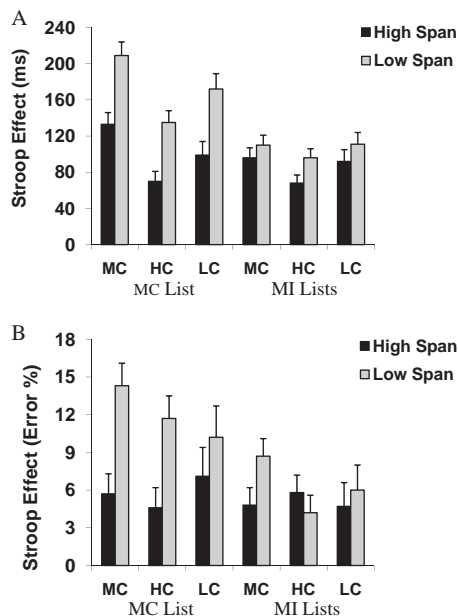 A
High Span
Low Span
Stroop Effect (ms)
240
200
160
120
80
40
0
MC HC LC MC HC LC
MC List MI Lists
B
High Span
Low Span
Stroop Effect (Error %)
18
15
12
9
6
3
0
MC HC LC MC HC LC
MC List MI Lists